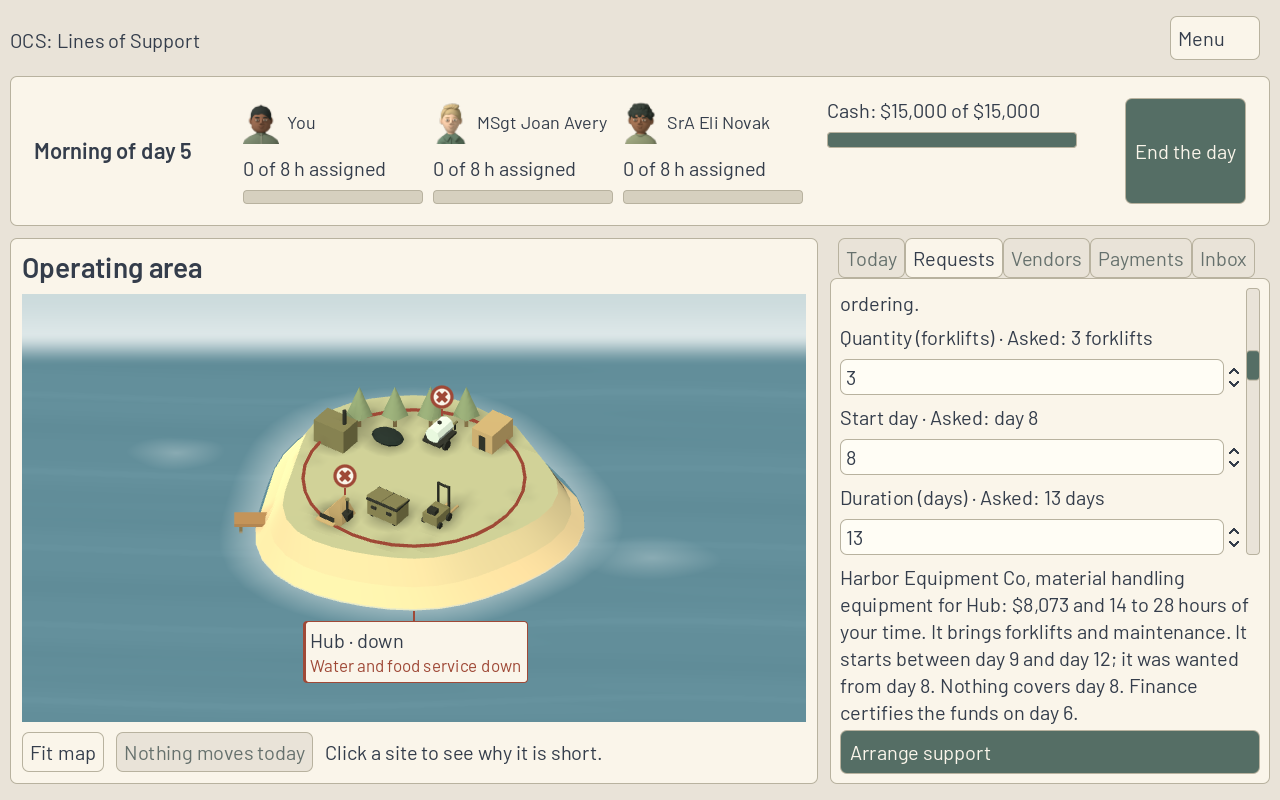 OCS: Lines of Support
Menu
Morning of day 5
You
0 of 8 h assigned
MSgt Joan Avery
0 of 8 h assigned
SrA Eli Novak
0 of 8 h assigned
Cash: $15,000 of $15,000
End the day
Operating area
Hub · down
Water and food service down
Fit map
Nothing moves today
Click a site to see why it is short.
Today
Requests
Vendors
Payments
Inbox
ordering.
Quantity (forklifts) · Asked: 3 forklifts
3
Start day · Asked: day 8
8
Duration (days) · Asked: 13 days
13
Harbor Equipment Co, material handling
equipment for Hub: $8,073 and 14 to 28 hours of
your time. It brings forklifts and maintenance. It
starts between day 9 and day 12; it was wanted
from day 8. Nothing covers day 8. Finance
certifies the funds on day 6.
Arrange support